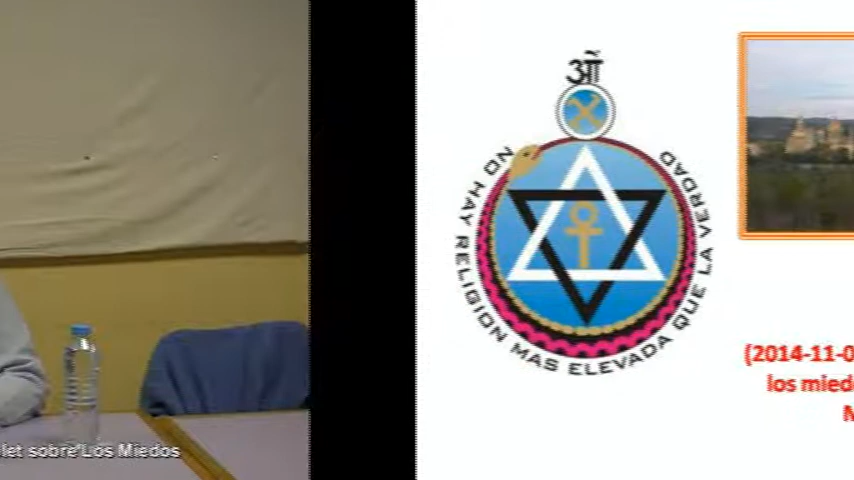 ओं
NO HAY RELIGION MAS ELEVADA QUE LA VERDAD
(2014-11-0
los mied
let sobre Los Miedos